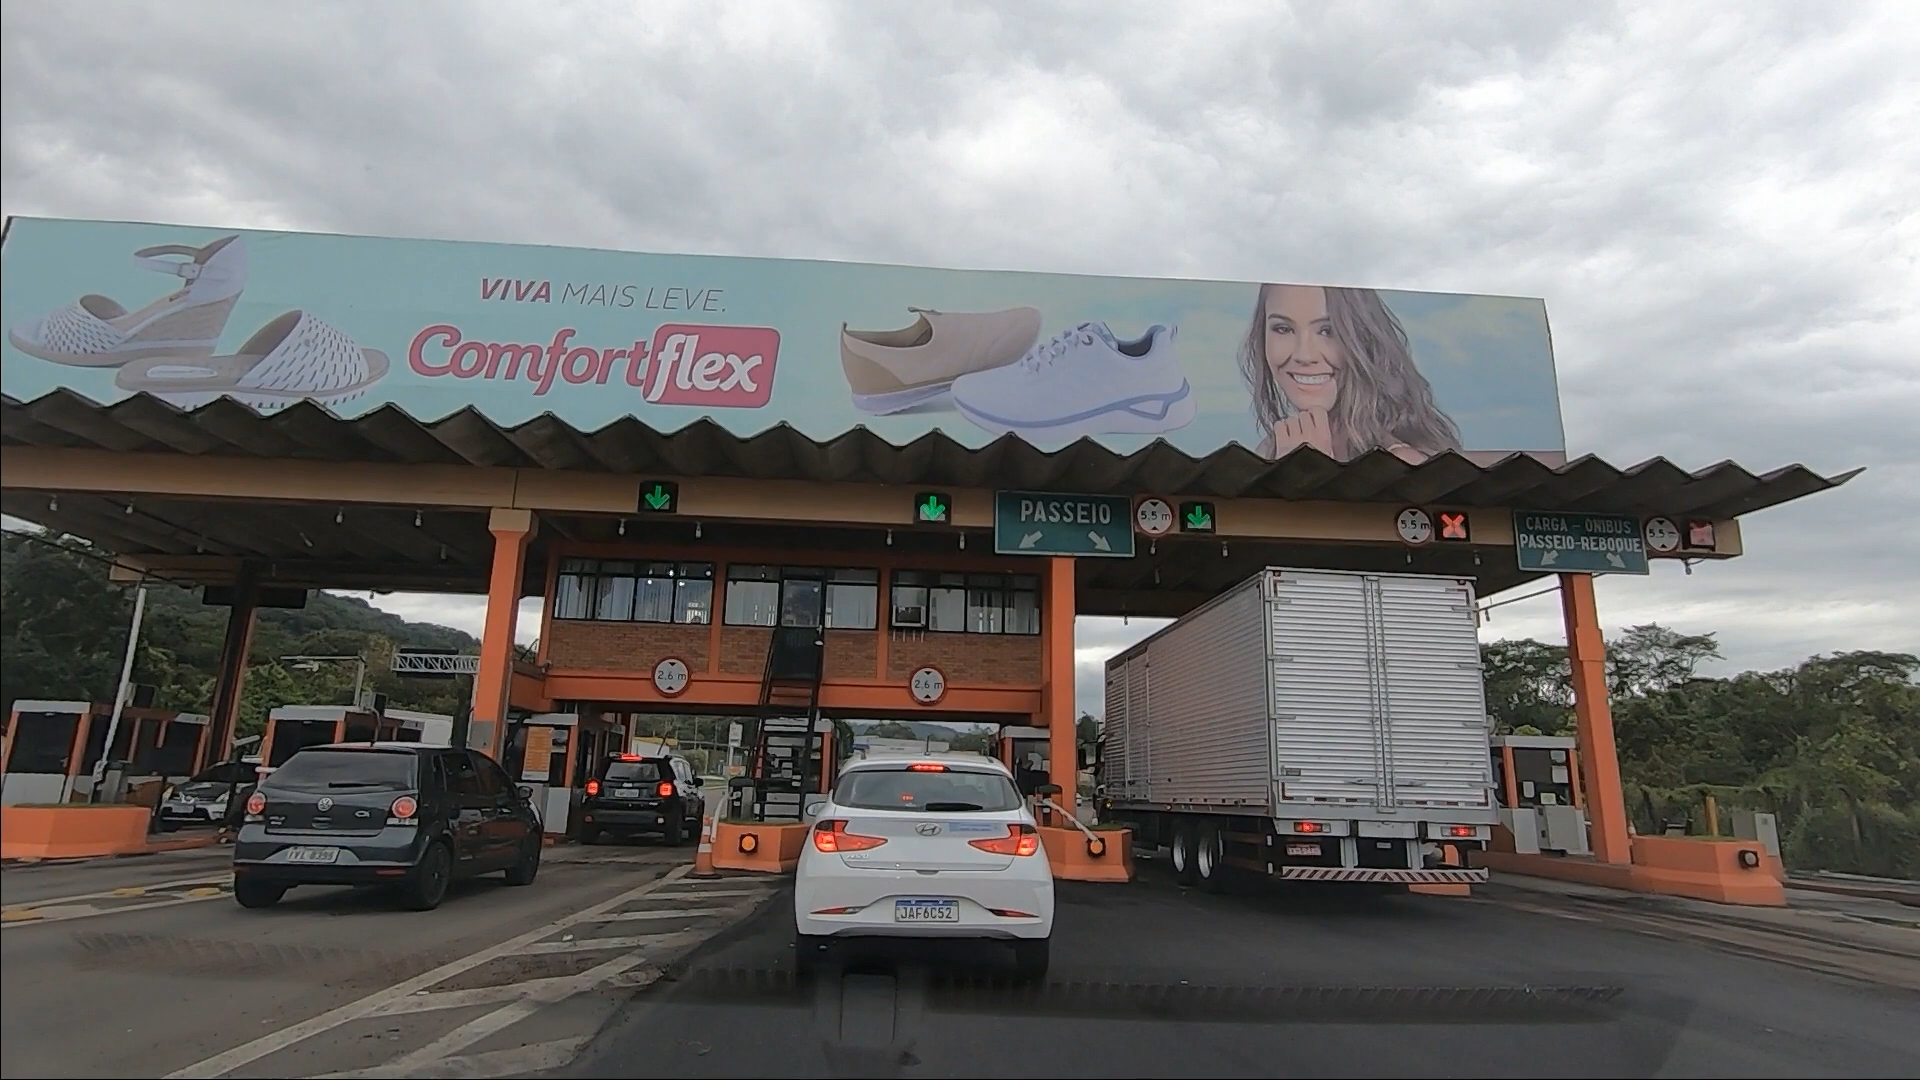 VIVA MAIS LEVE.
Comfortflex
PASSEIO
5.5 m
5.5 m
CARGA - ÔNIBUS
PASSEIO-REBOQUE
5.5 m
2.6 m
2.6 m
JAF6C52